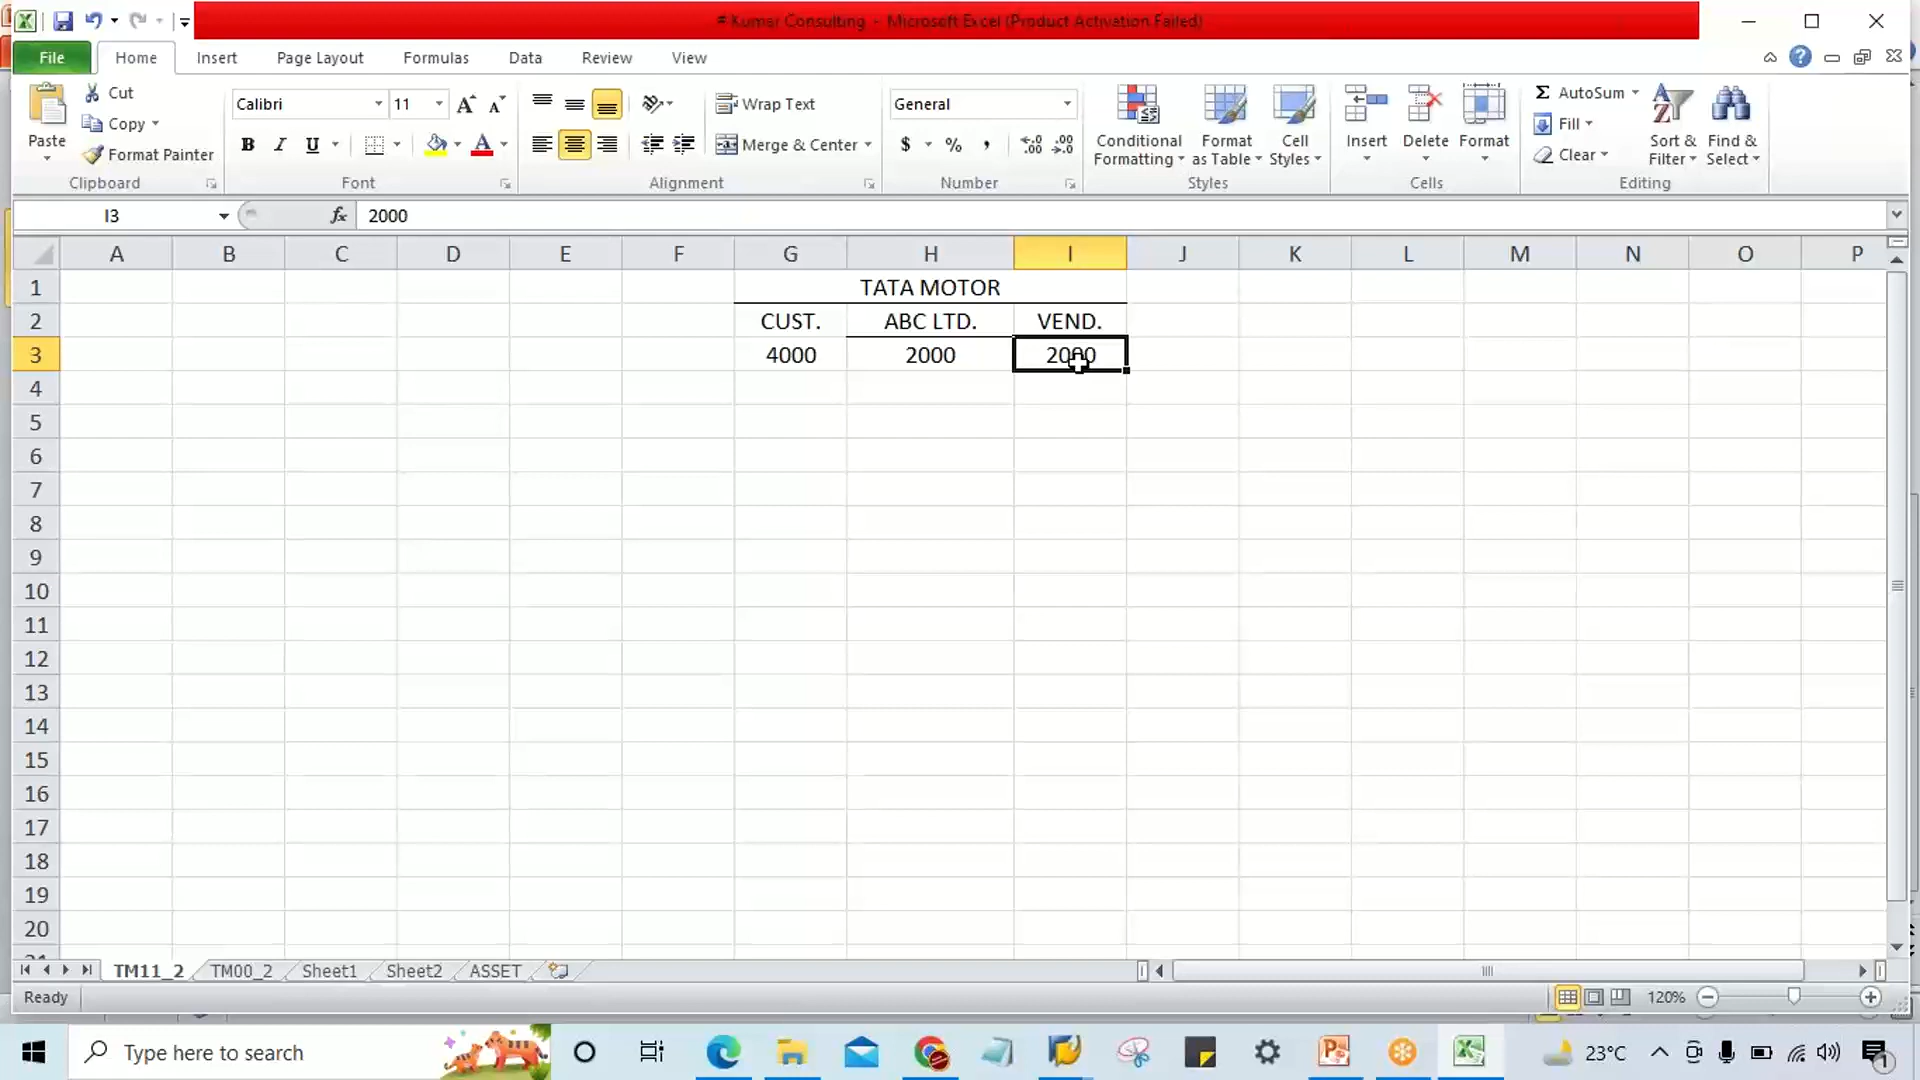 # Kumar Consulting - Microsoft Excel (Product Activation Failed)
File Home Insert Page Layout Formulas Data Review View
Paste Cut Copy Format Painter Clipboard
Calibri 11 A A B I U A Font
Wrap Text Merge & Center Alignment
General $ % , .0 .00 .00 .0 Number
Conditional Formatting Format as Table Cell Styles Styles
Insert Delete Format Cells
Σ AutoSum Fill Clear Sort & Filter Find & Select Editing
I3 fx 2000
A B C D E F G H I J K L M N O P
1 TATA MOTOR
2 CUST. ABC LTD. VEND.
3 4000 2000 2000
4
5
6
7
8
9
10
11
12
13
14
15
16
17
18
19
20
TM11_2 TM00_2 Sheet1 Sheet2 ASSET
Ready 120%
Type here to search 23°C 1